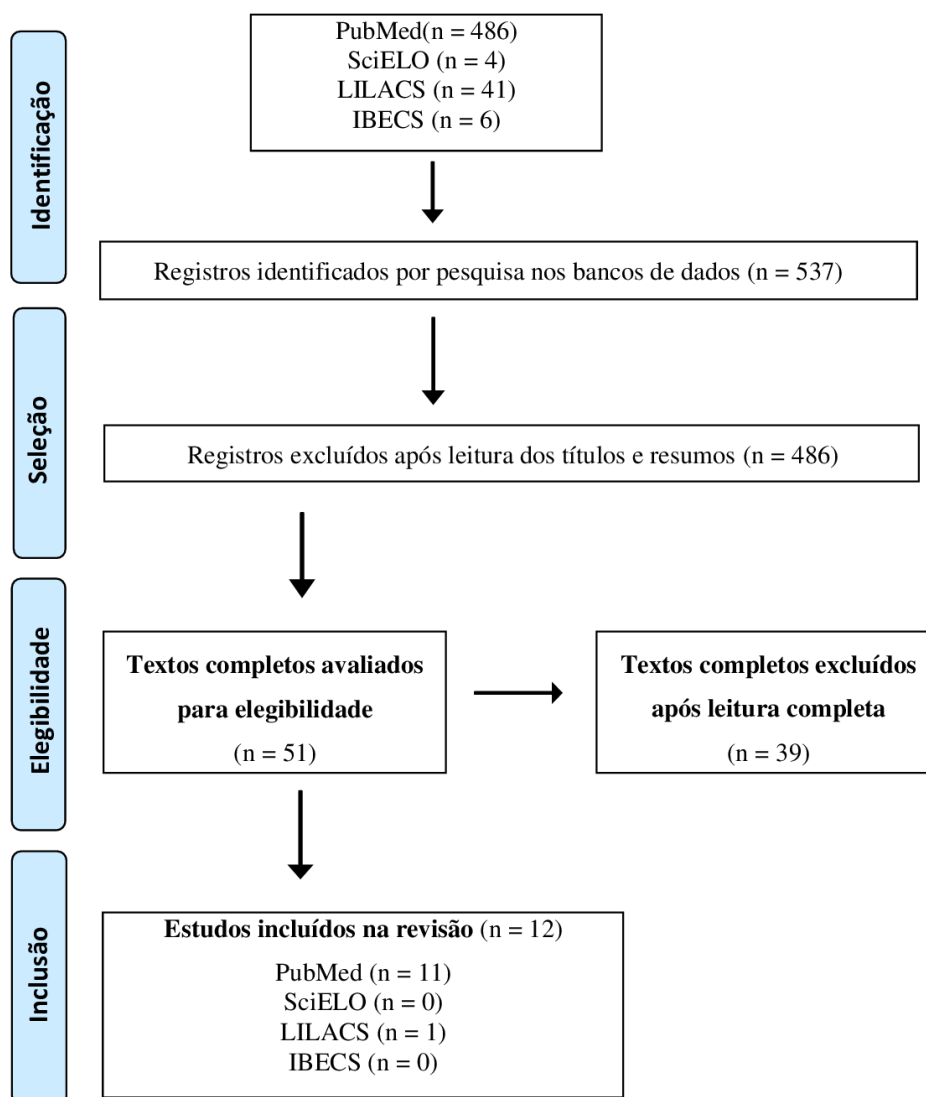 Identificação
PubMed(n = 486)
SciELO (n = 4)
LILACS (n = 41)
IBECS (n = 6)
Registros identificados por pesquisa nos bancos de dados (n = 537)
Seleção
Registros excluídos após leitura dos títulos e resumos (n = 486)
Elegibilidade
Textos completos avaliados
para elegibilidade
(n = 51)
Textos completos excluídos
após leitura completa
(n = 39)
Inclusão
Estudos incluídos na revisão (n = 12)
PubMed (n = 11)
SciELO (n = 0)
LILACS (n = 1)
IBECS (n = 0)